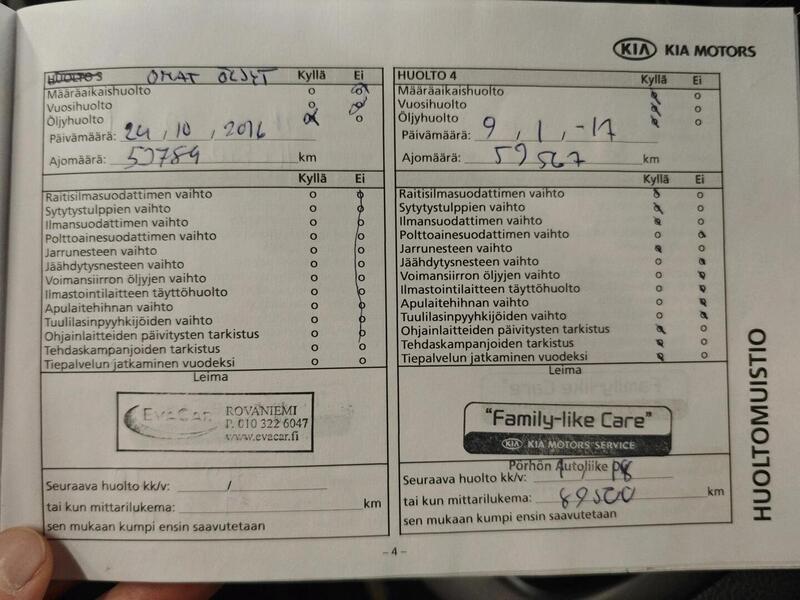 KIA KIA MOTORS
HUOLTO 3 OMAT ÖLJYT Kyllä Ei
Määräaikaishuolto o o
Vuosihuolto o o
Öljyhuolto o o
Päivämäärä: 24, 10, 2016
Ajomäärä: 57789 km
Kyllä Ei
Raitisilmasuodattimen vaihto o o
Sytytystulppien vaihto o o
Ilmansuodattimen vaihto o o
Polttoainesuodattimen vaihto o o
Jarrunesteen vaihto o o
Jäähdytysnesteen vaihto o o
Voimansiirron öljyjen vaihto o o
Ilmastointilaitteen täyttöhuolto o o
Apulaitehihnan vaihto o o
Tuulilasinpyyhkijöiden vaihto o o
Ohjainlaitteiden päivitysten tarkistus o o
Tehdaskampanjoiden tarkistus o o
Tiepalvelun jatkaminen vuodeksi o o
Leima
EVACAR ROVANIEMI
P. 010 322 6047
www.evacar.fi
Seuraava huolto kk/v: /
tai kun mittarilukema: km
sen mukaan kumpi ensin saavutetaan
HUOLTO 4 Kyllä Ei
Määräaikaishuolto o o
Vuosihuolto o o
Öljyhuolto o o
Päivämäärä: 9, 1, -17
Ajomäärä: 59567 km
Kyllä Ei
Raitisilmasuodattimen vaihto o o
Sytytystulppien vaihto o o
Ilmansuodattimen vaihto o o
Polttoainesuodattimen vaihto o o
Jarrunesteen vaihto o o
Jäähdytysnesteen vaihto o o
Voimansiirron öljyjen vaihto o o
Ilmastointilaitteen täyttöhuolto o o
Apulaitehihnan vaihto o o
Tuulilasinpyyhkijöiden vaihto o o
Ohjainlaitteiden päivitysten tarkistus o o
Tehdaskampanjoiden tarkistus o o
Tiepalvelun jatkaminen vuodeksi o o
Leima
"Family-like Care"
KIA KIA MOTORS SERVICE
Pörhön Autoliike
Seuraava huolto kk/v:
tai kun mittarilukema: 89500 km
sen mukaan kumpi ensin saavutetaan
HUOLTOMUISTIO
- 4 -